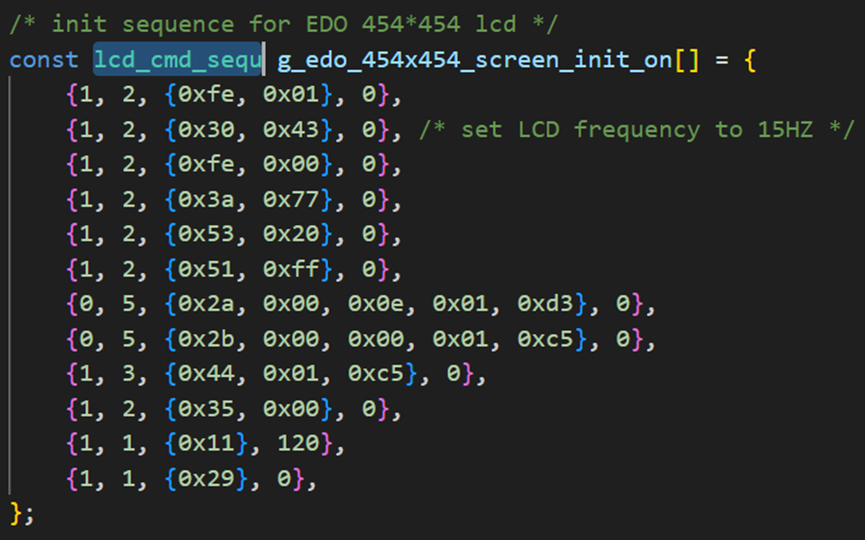 /* init sequence for EDO 454*454 lcd */
const lcd_cmd_sequ g_edo_454x454_screen_init_on[] = {
    {1, 2, {0xfe, 0x01}, 0},
    {1, 2, {0x30, 0x43}, 0}, /* set LCD frequency to 15HZ */
    {1, 2, {0xfe, 0x00}, 0},
    {1, 2, {0x3a, 0x77}, 0},
    {1, 2, {0x53, 0x20}, 0},
    {1, 2, {0x51, 0xff}, 0},
    {0, 5, {0x2a, 0x00, 0x0e, 0x01, 0xd3}, 0},
    {0, 5, {0x2b, 0x00, 0x00, 0x01, 0xc5}, 0},
    {1, 3, {0x44, 0x01, 0xc5}, 0},
    {1, 2, {0x35, 0x00}, 0},
    {1, 1, {0x11}, 120},
    {1, 1, {0x29}, 0},
};